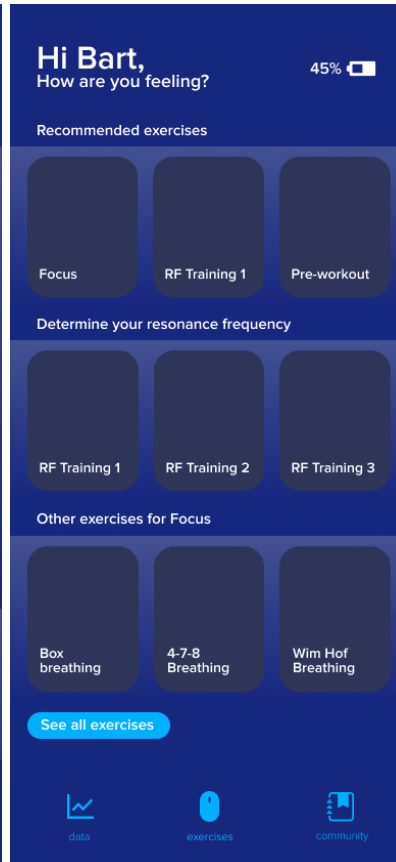 Hi Bart,
How are you feeling?
45%
Recommended exercises
Focus
RF Training 1
Pre-workout
Determine your resonance frequency
RF Training 1
RF Training 2
RF Training 3
Other exercises for Focus
Box
breathing
4-7-8
Breathing
Wim Hof
Breathing
See all exercises
data
exercises
community